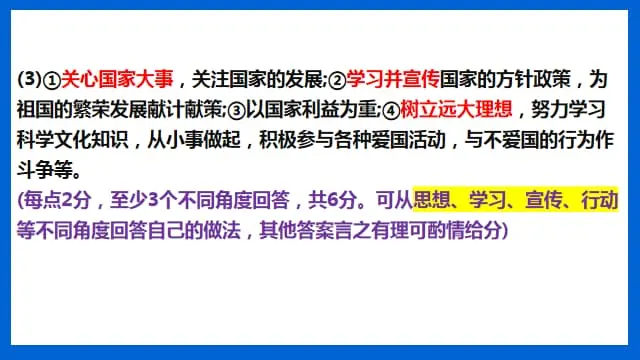 (3)①关心国家大事，关注国家的发展;②学习并宣传国家的方针政策，为
祖国的繁荣发展献计献策;③以国家利益为重;④树立远大理想，努力学习
科学文化知识，从小事做起，积极参与各种爱国活动，与不爱国的行为作
斗争等。
(每点2分，至少3个不同角度回答，共6分。可从思想、学习、宣传、行动
等不同角度回答自己的做法，其他答案言之有理可酌情给分)